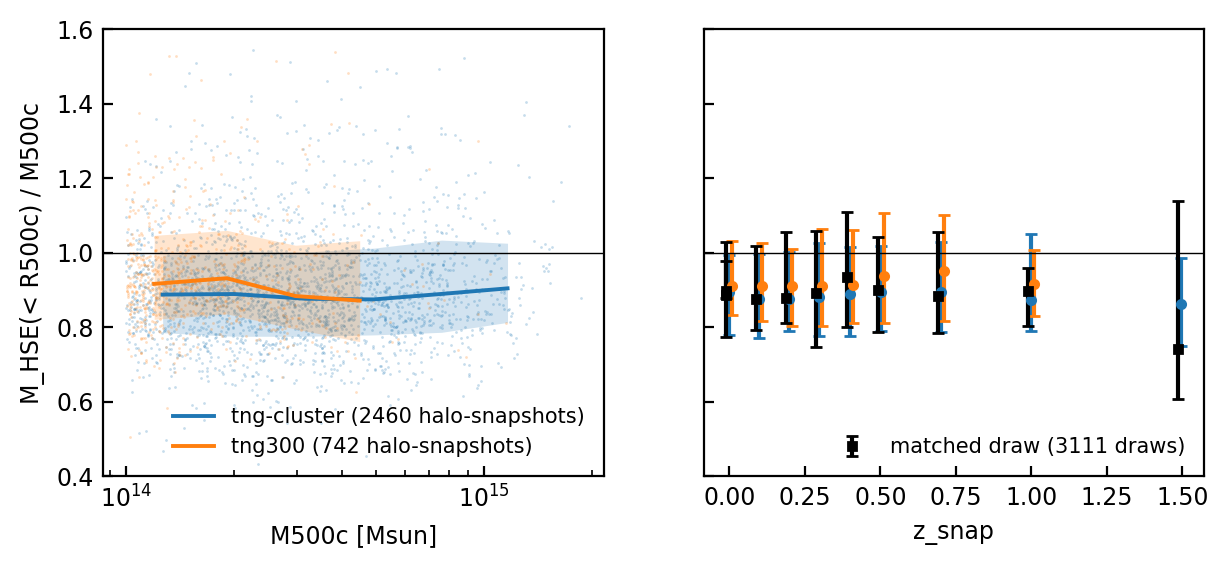 1.6
1.4
1.2
1.0
0.8
0.6
0.4
M_HSE(< R500c) / M500c
tng-cluster (2460 halo-snapshots)
tng300 (742 halo-snapshots)
10^14
10^15
M500c [Msun]
matched draw (3111 draws)
0.00
0.25
0.50
0.75
1.00
1.25
1.50
z_snap